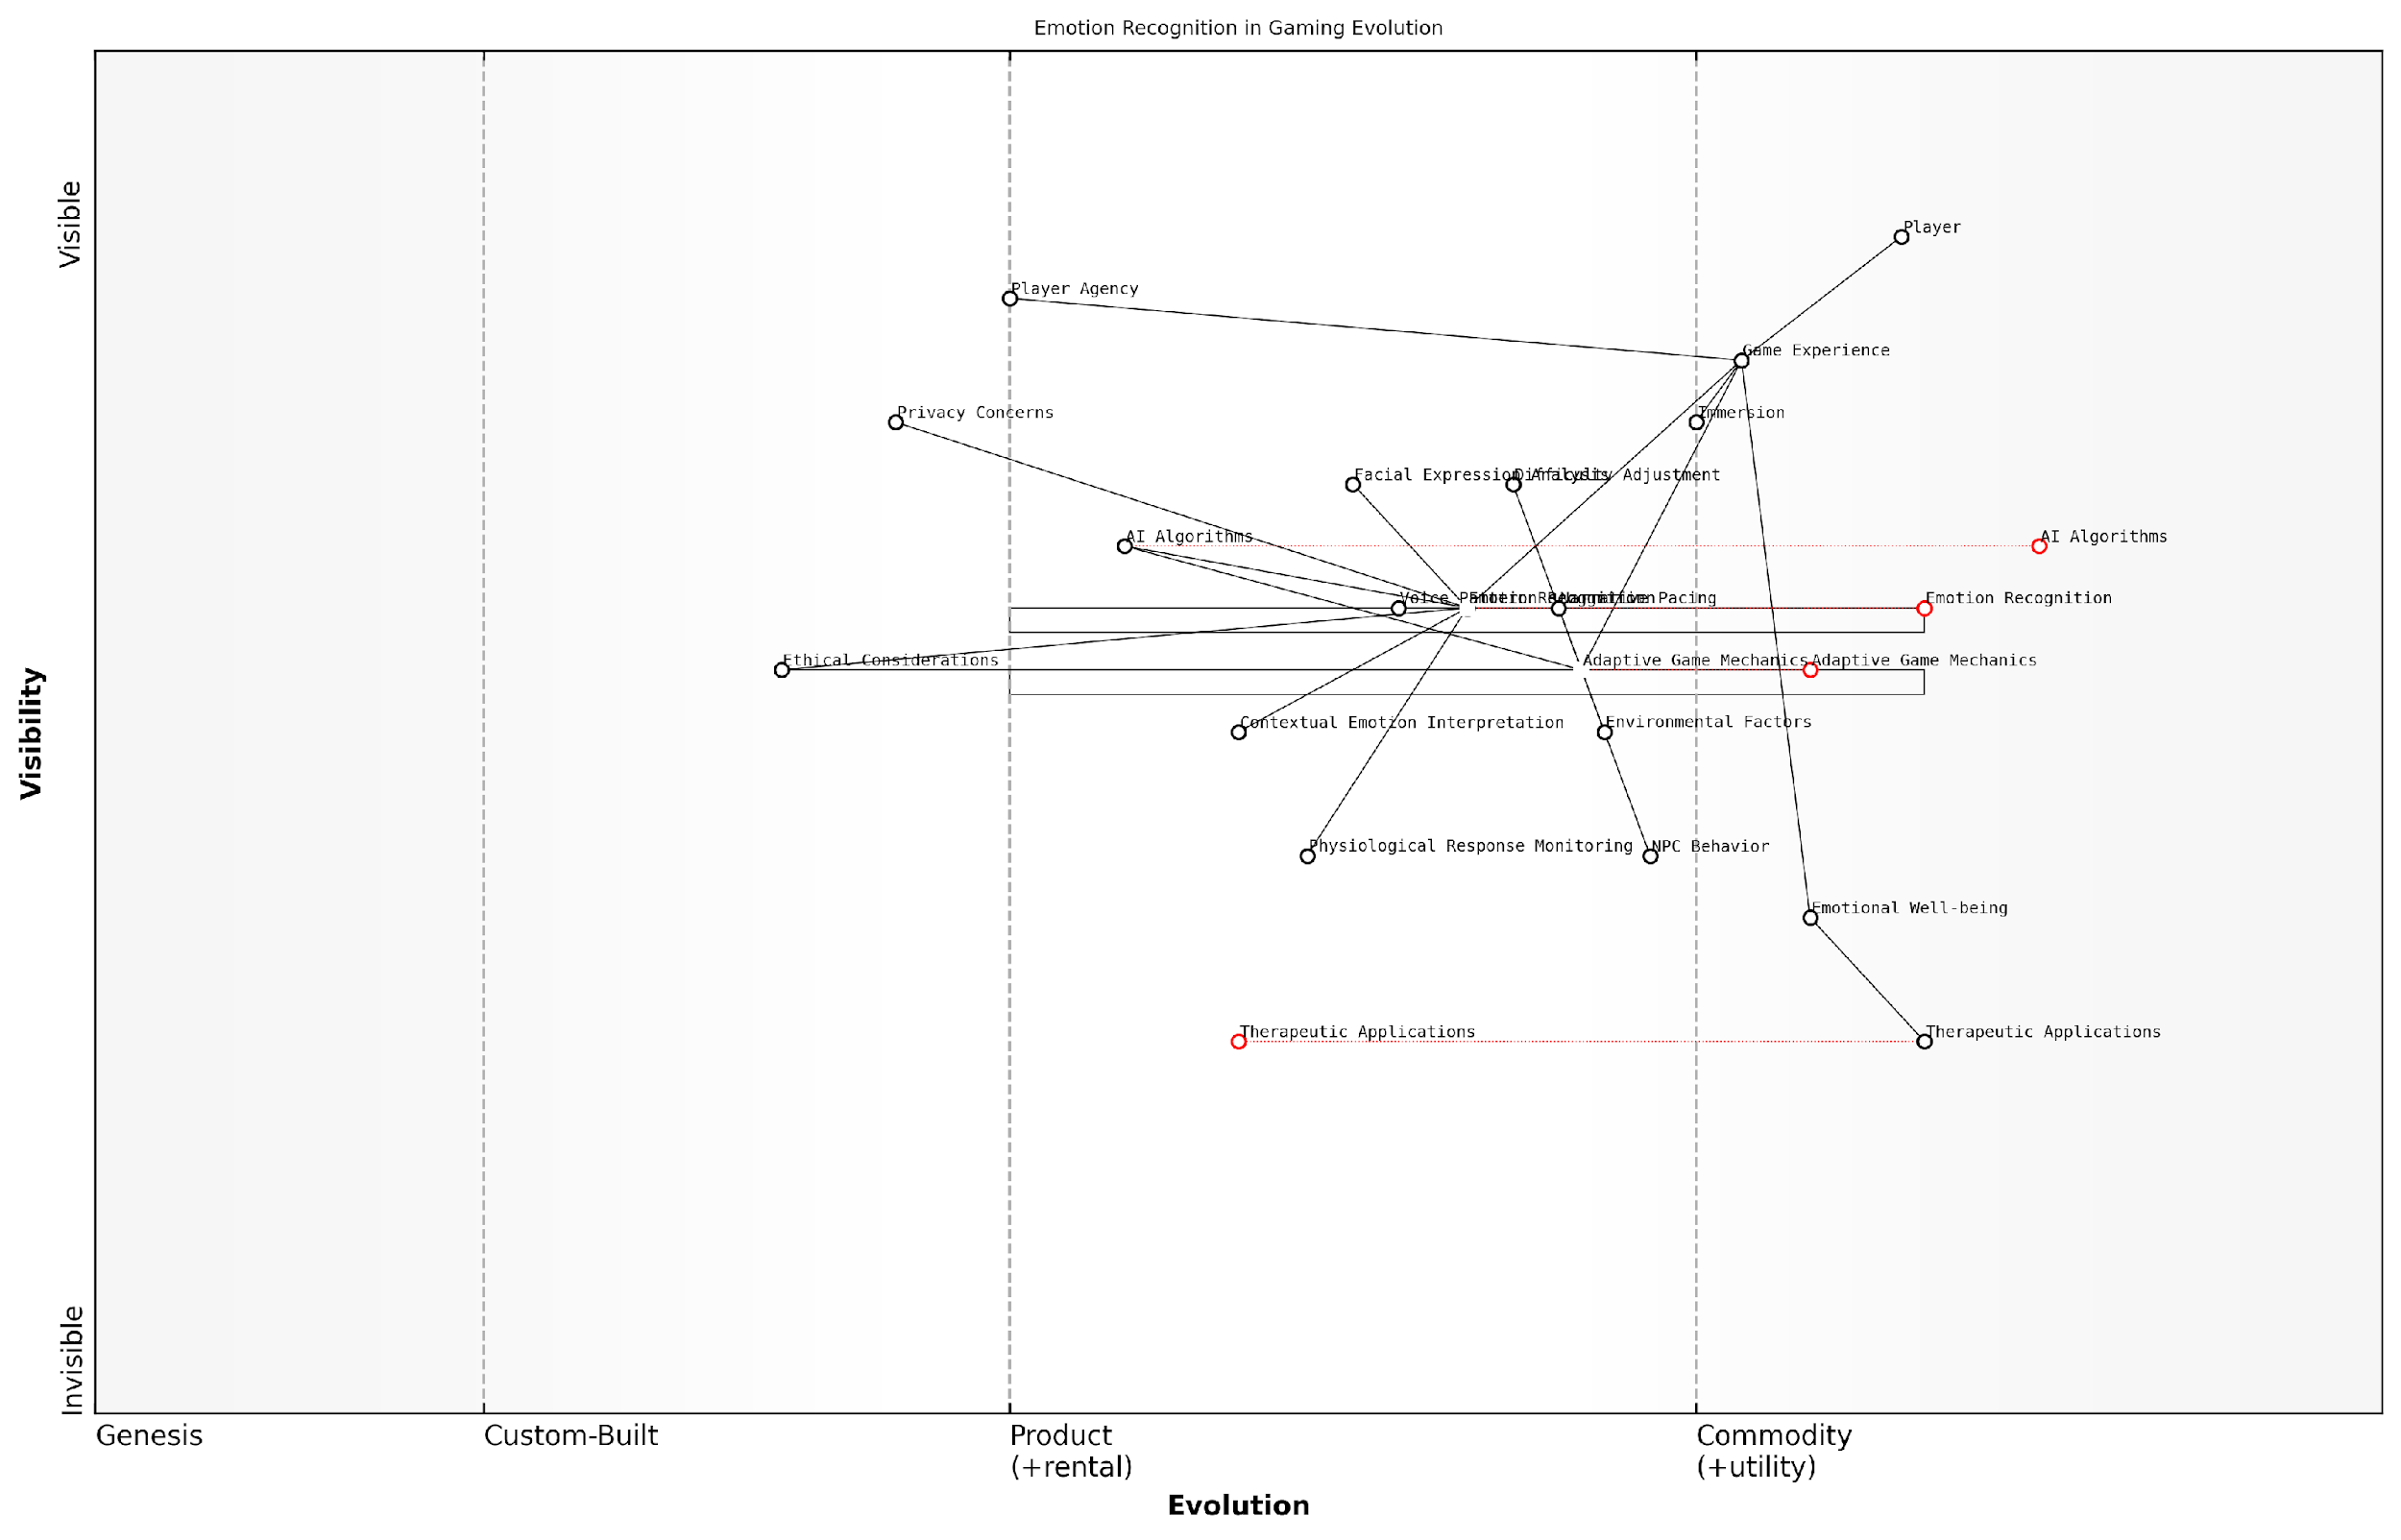 Emotion Recognition in Gaming Evolution
Visible
Player
Player Agency
Game Experience
Privacy Concerns
Immersion
Facial Expression Analysis
Difficulty Adjustment
AI Algorithms
AI Algorithms
Voice Pattern Recognition
Emotion Recognition
Narrative Pacing
Emotion Recognition
Ethical Considerations
Adaptive Game Mechanics
Adaptive Game Mechanics
Contextual Emotion Interpretation
Environmental Factors
Visibility
Physiological Response Monitoring
NPC Behavior
Emotional Well-being
Therapeutic Applications
Therapeutic Applications
Invisible
Genesis
Custom-Built
Product
(+rental)
Commodity
(+utility)
Evolution